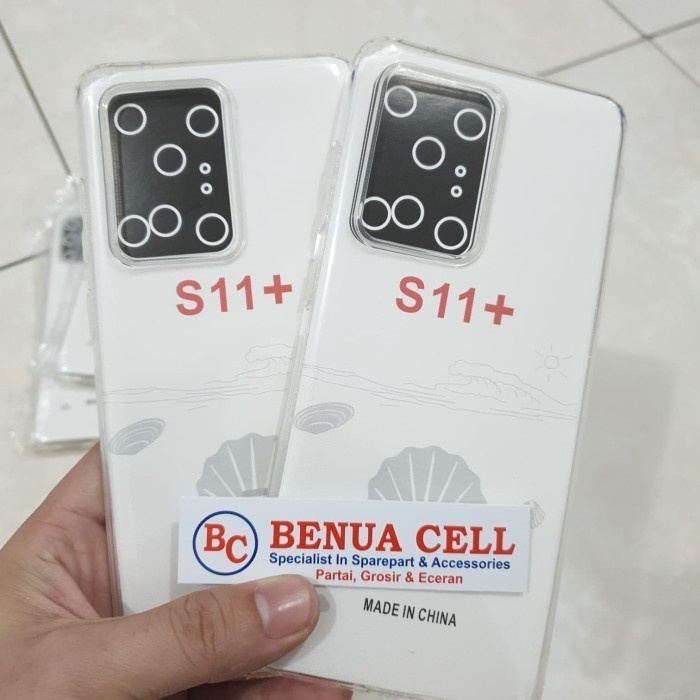 S11+
S11+
BC
BENUA CELL
Specialist In Sparepart & Accessories
Partai, Grosir & Eceran
MADE IN CHINA